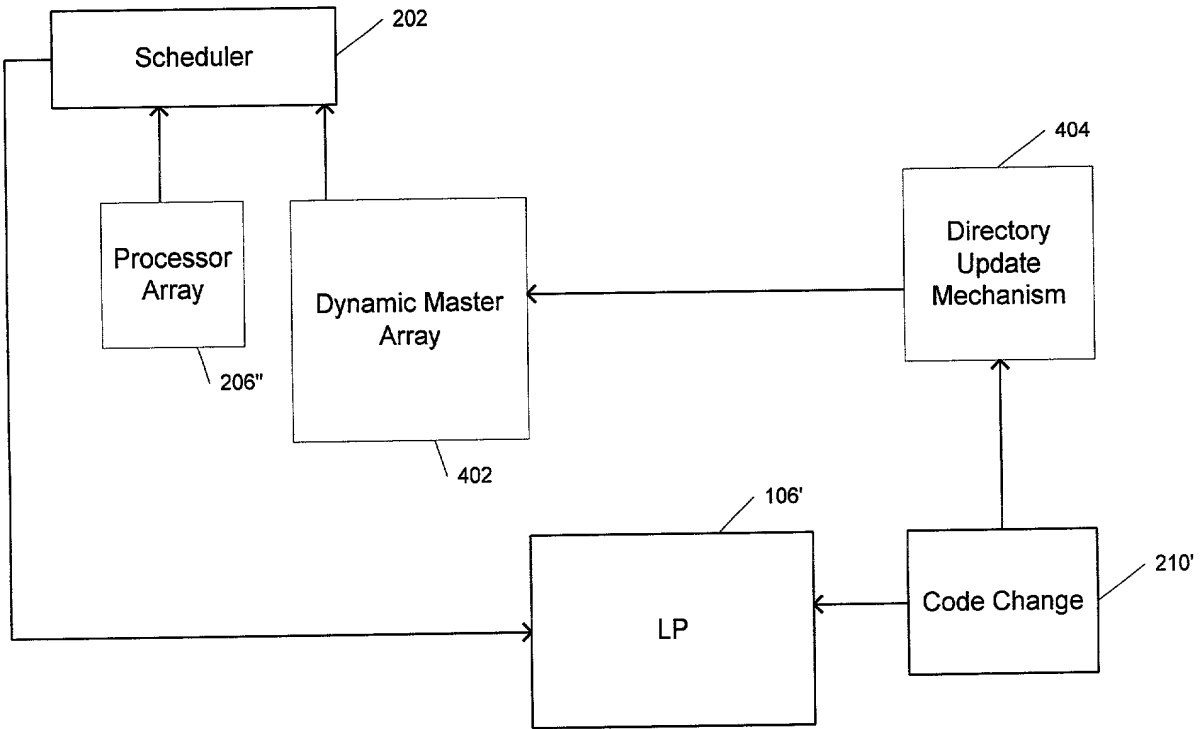 202
Scheduler
404
Processor
Array
Dynamic Master
Array
Directory
Update
Mechanism
206"
402
106'
210'
LP
Code Change